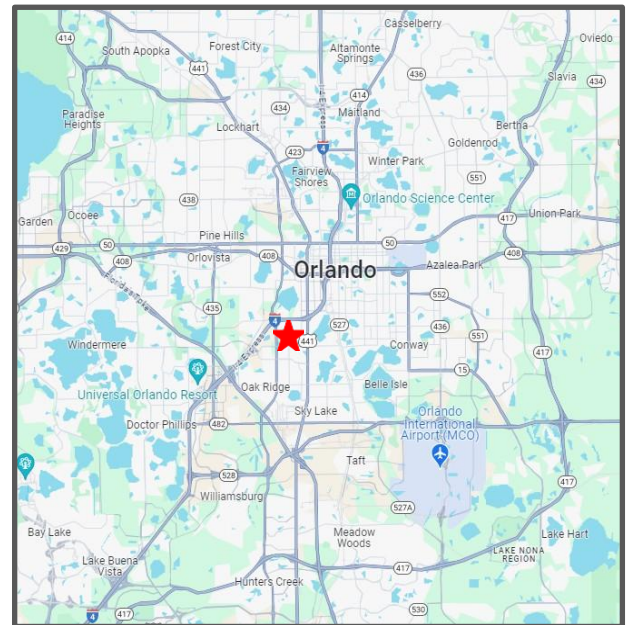 Casselberry
414
Oviedo
South Apopka
Forest City
Altamonte
Springs
441
436
Slavia
434
414
Paradise
Heights
434
Maitland
Lockhart
Bertha
Goldenrod
423
4
Winter Park
Fairview
Shores
551
438
Orlando Science Center
Garden
Ocoee
417
Union Park
Pine Hills
429
50
50
408
Orlovista
408
408
Orlando
Azalea Park
552
435
4
527
436
Windermere
441
Conway
551
417
15
Oak Ridge
Belle Isle
Universal Orlando Resort
Sky Lake
Orlando
International
Airport (MCO)
Doctor Phillips
482
Taft
528
417
Williamsburg
527A
Bay Lake
Meadow
Woods
Lake Hart
LAKE NONA
REGION
Lake Buena
Vista
417
Hunters Creek
4
417
530